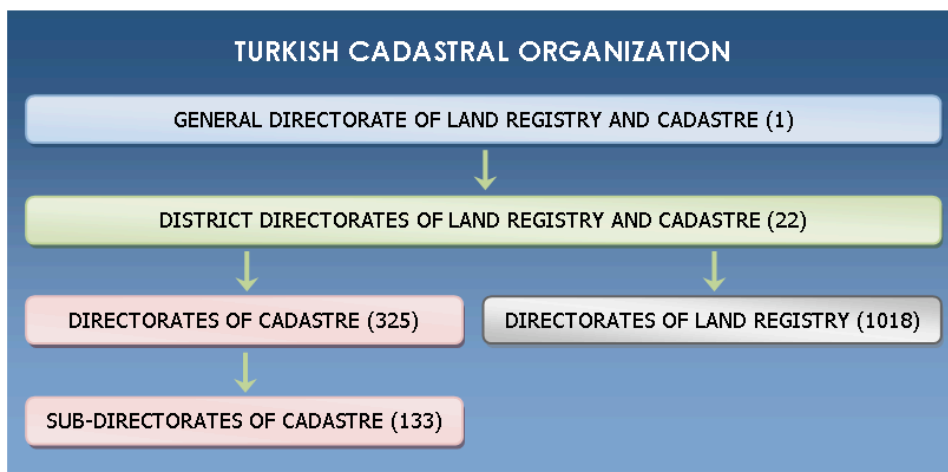 TURKISH CADASTRAL ORGANIZATION
GENERAL DIRECTORATE OF LAND REGISTRY AND CADASTRE (1)
DISTRICT DIRECTORATES OF LAND REGISTRY AND CADASTRE (22)
DIRECTORATES OF CADASTRE (325)
DIRECTORATES OF LAND REGISTRY (1018)
SUB-DIRECTORATES OF CADASTRE (133)